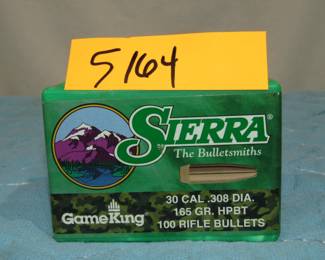 5164
SIERRA®
The Bulletsmiths
GameKing
30 CAL .308 DIA.
165 GR. HPBT
100 RIFLE BULLETS